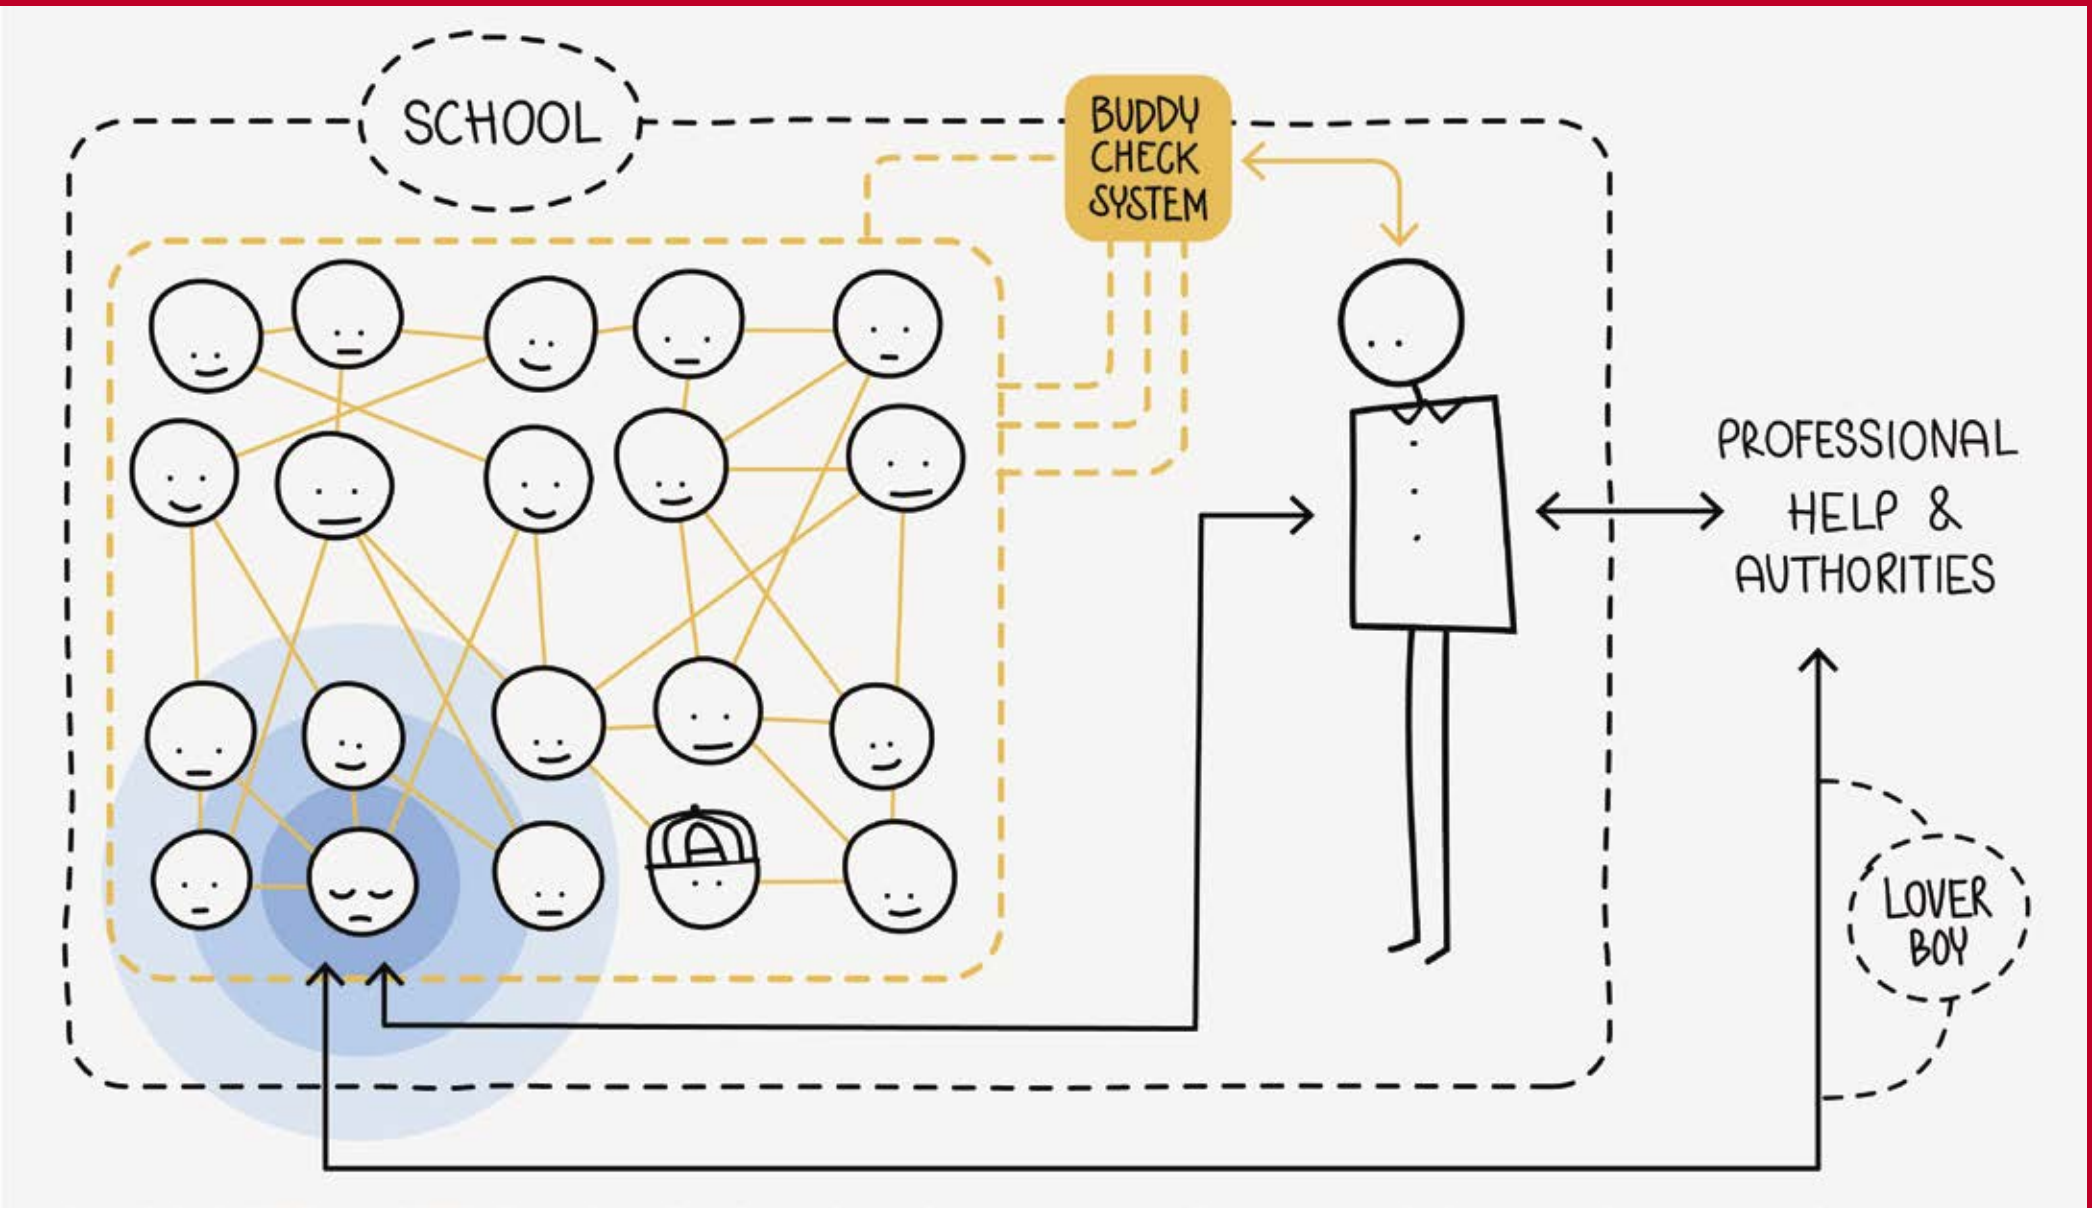 SCHOOL
BUDDY
CHECK
SYSTEM
PROFESSIONAL
HELP &
AUTHORITIES
LOVER
BOY